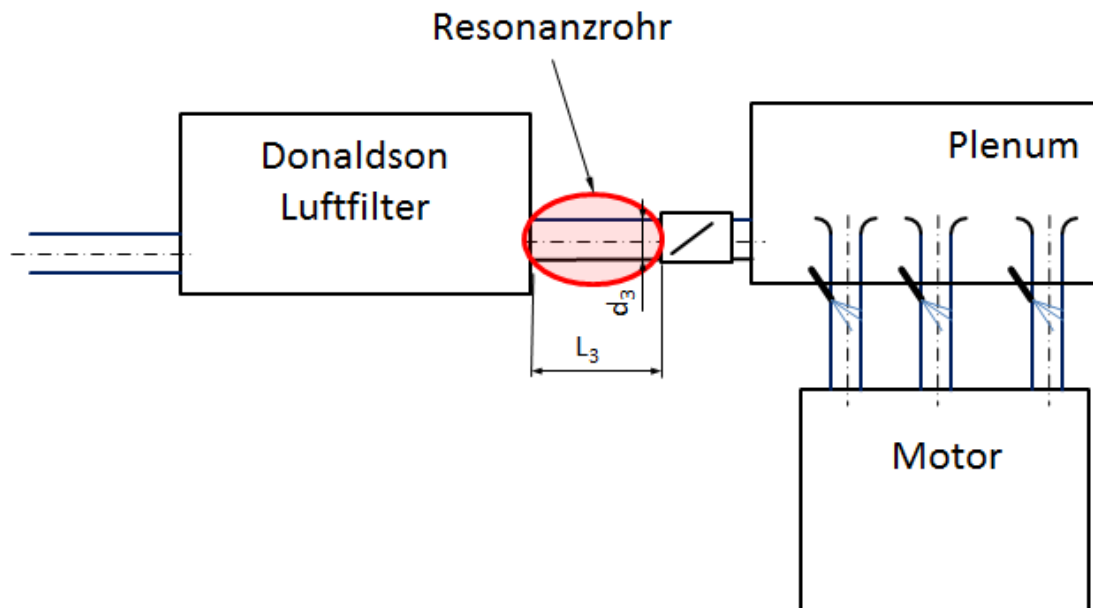 Resonanzrohr
Donaldson
Luftfilter
Plenum
d₃
L₃
Motor